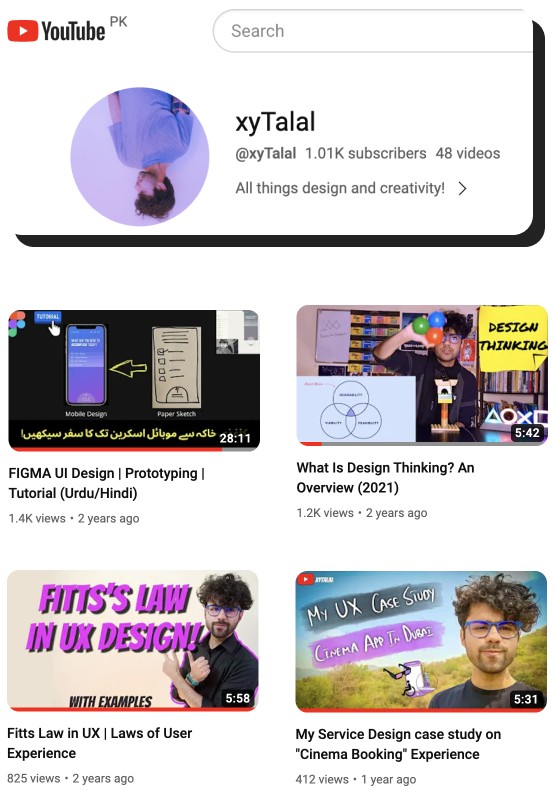 YouTube PK
Search
xyTalal
@xyTalal 1.01K subscribers 48 videos
All things design and creativity!
TUTORIAL
Mobile Design
Paper Sketch
خاکہ سے موبائل اسکرین تک کا سفر سیکھیں!
28:11
FIGMA UI Design | Prototyping |
Tutorial (Urdu/Hindi)
1.4K views • 2 years ago
DESIGN
THINKING
DESIRABILITY
VIABILITY
FEASIBILITY
5:42
What Is Design Thinking? An
Overview (2021)
1.2K views • 2 years ago
FITTS'S LAW
IN UX DESIGN!
WITH EXAMPLES
5:58
Fitts Law in UX | Laws of User
Experience
825 views • 2 years ago
XYTALAL
MY UX CASE STUDY
CINEMA APP IN DUBAI
5:31
My Service Design case study on
"Cinema Booking" Experience
412 views • 1 year ago